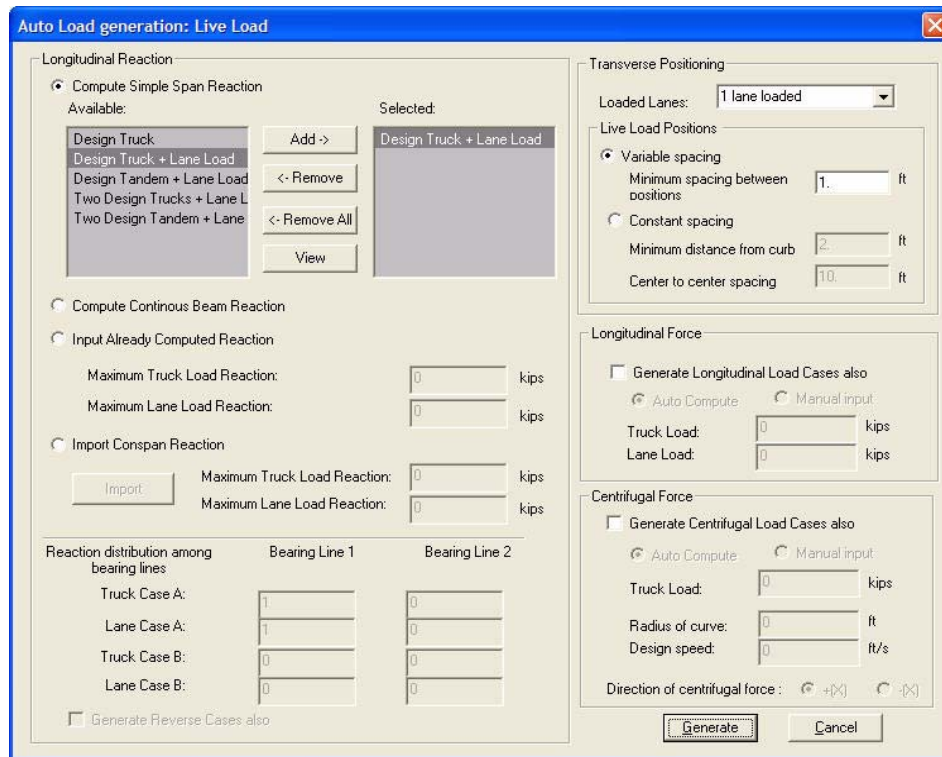 Auto Load generation: Live Load
Longitudinal Reaction
Compute Simple Span Reaction
Available:
Selected:
Design Truck
Design Truck + Lane Load
Design Tandem + Lane Load
Two Design Trucks + Lane L
Two Design Tandem + Lane
Add ->
<- Remove
<- Remove All
View
Design Truck + Lane Load
Compute Continous Beam Reaction
Input Already Computed Reaction
Maximum Truck Load Reaction:
0
kips
Maximum Lane Load Reaction:
0
kips
Import Conspan Reaction
Import
Maximum Truck Load Reaction:
0
kips
Maximum Lane Load Reaction:
0
kips
Reaction distribution among
bearing lines
Bearing Line 1
Bearing Line 2
Truck Case A:
1
0
Lane Case A:
1
0
Truck Case B:
0
0
Lane Case B:
0
0
Generate Reverse Cases also
Transverse Positioning
Loaded Lanes:
1 lane loaded
Live Load Positions
Variable spacing
Minimum spacing between
positions
1.
ft
Constant spacing
Minimum distance from curb
2.
ft
Center to center spacing
10.
ft
Longitudinal Force
Generate Longitudinal Load Cases also
Auto Compute
Manual input
Truck Load:
0
kips
Lane Load:
0
kips
Centrifugal Force
Generate Centrifugal Load Cases also
Auto Compute
Manual input
Truck Load:
0
kips
Radius of curve:
0
ft
Design speed:
0
ft/s
Direction of centrifugal force :
+(X)
-(X)
Generate
Cancel